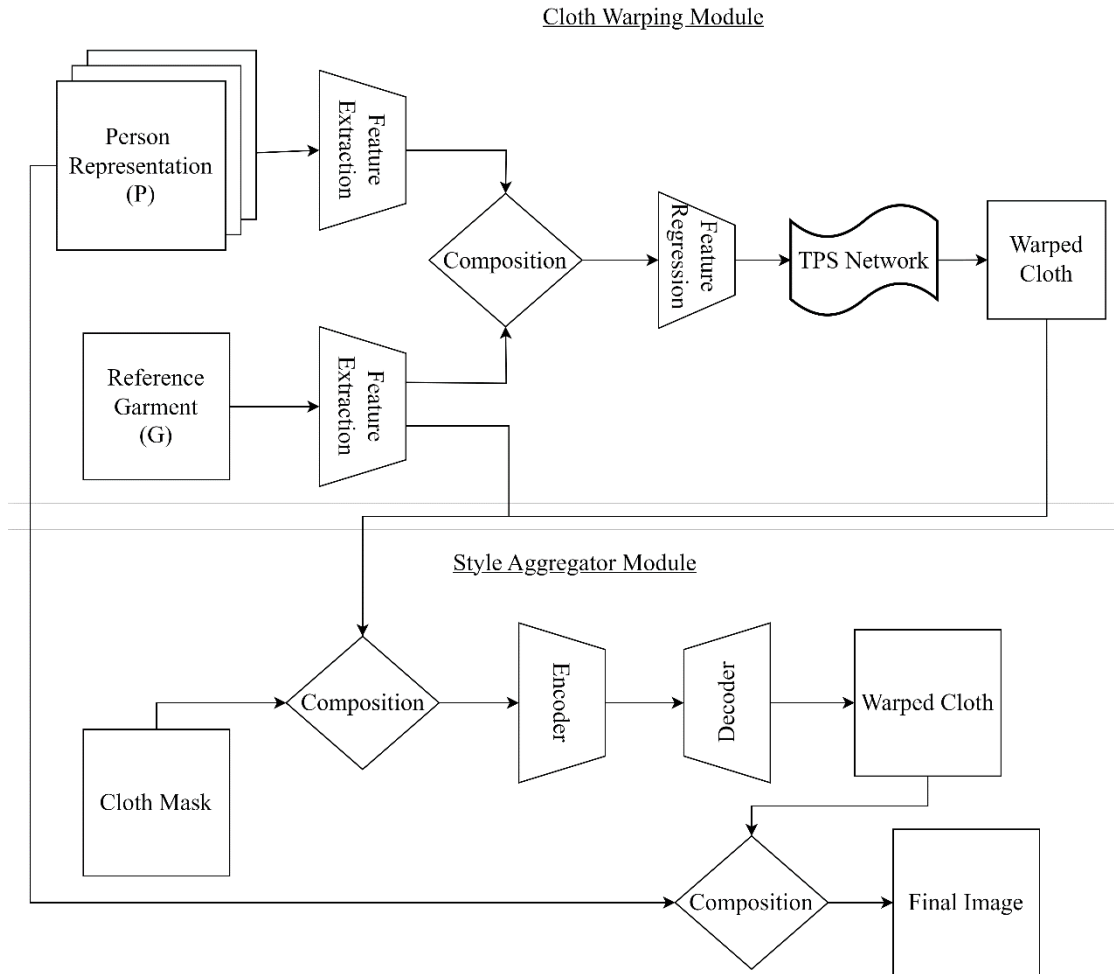 Cloth Warping Module
Person
Representation
(P)
Feature
Extraction
Composition
Feature
Regression
TPS Network
Warped
Cloth
Reference
Garment
(G)
Feature
Extraction
Style Aggregator Module
Composition
Encoder
Decoder
Warped Cloth
Cloth Mask
Composition
Final Image